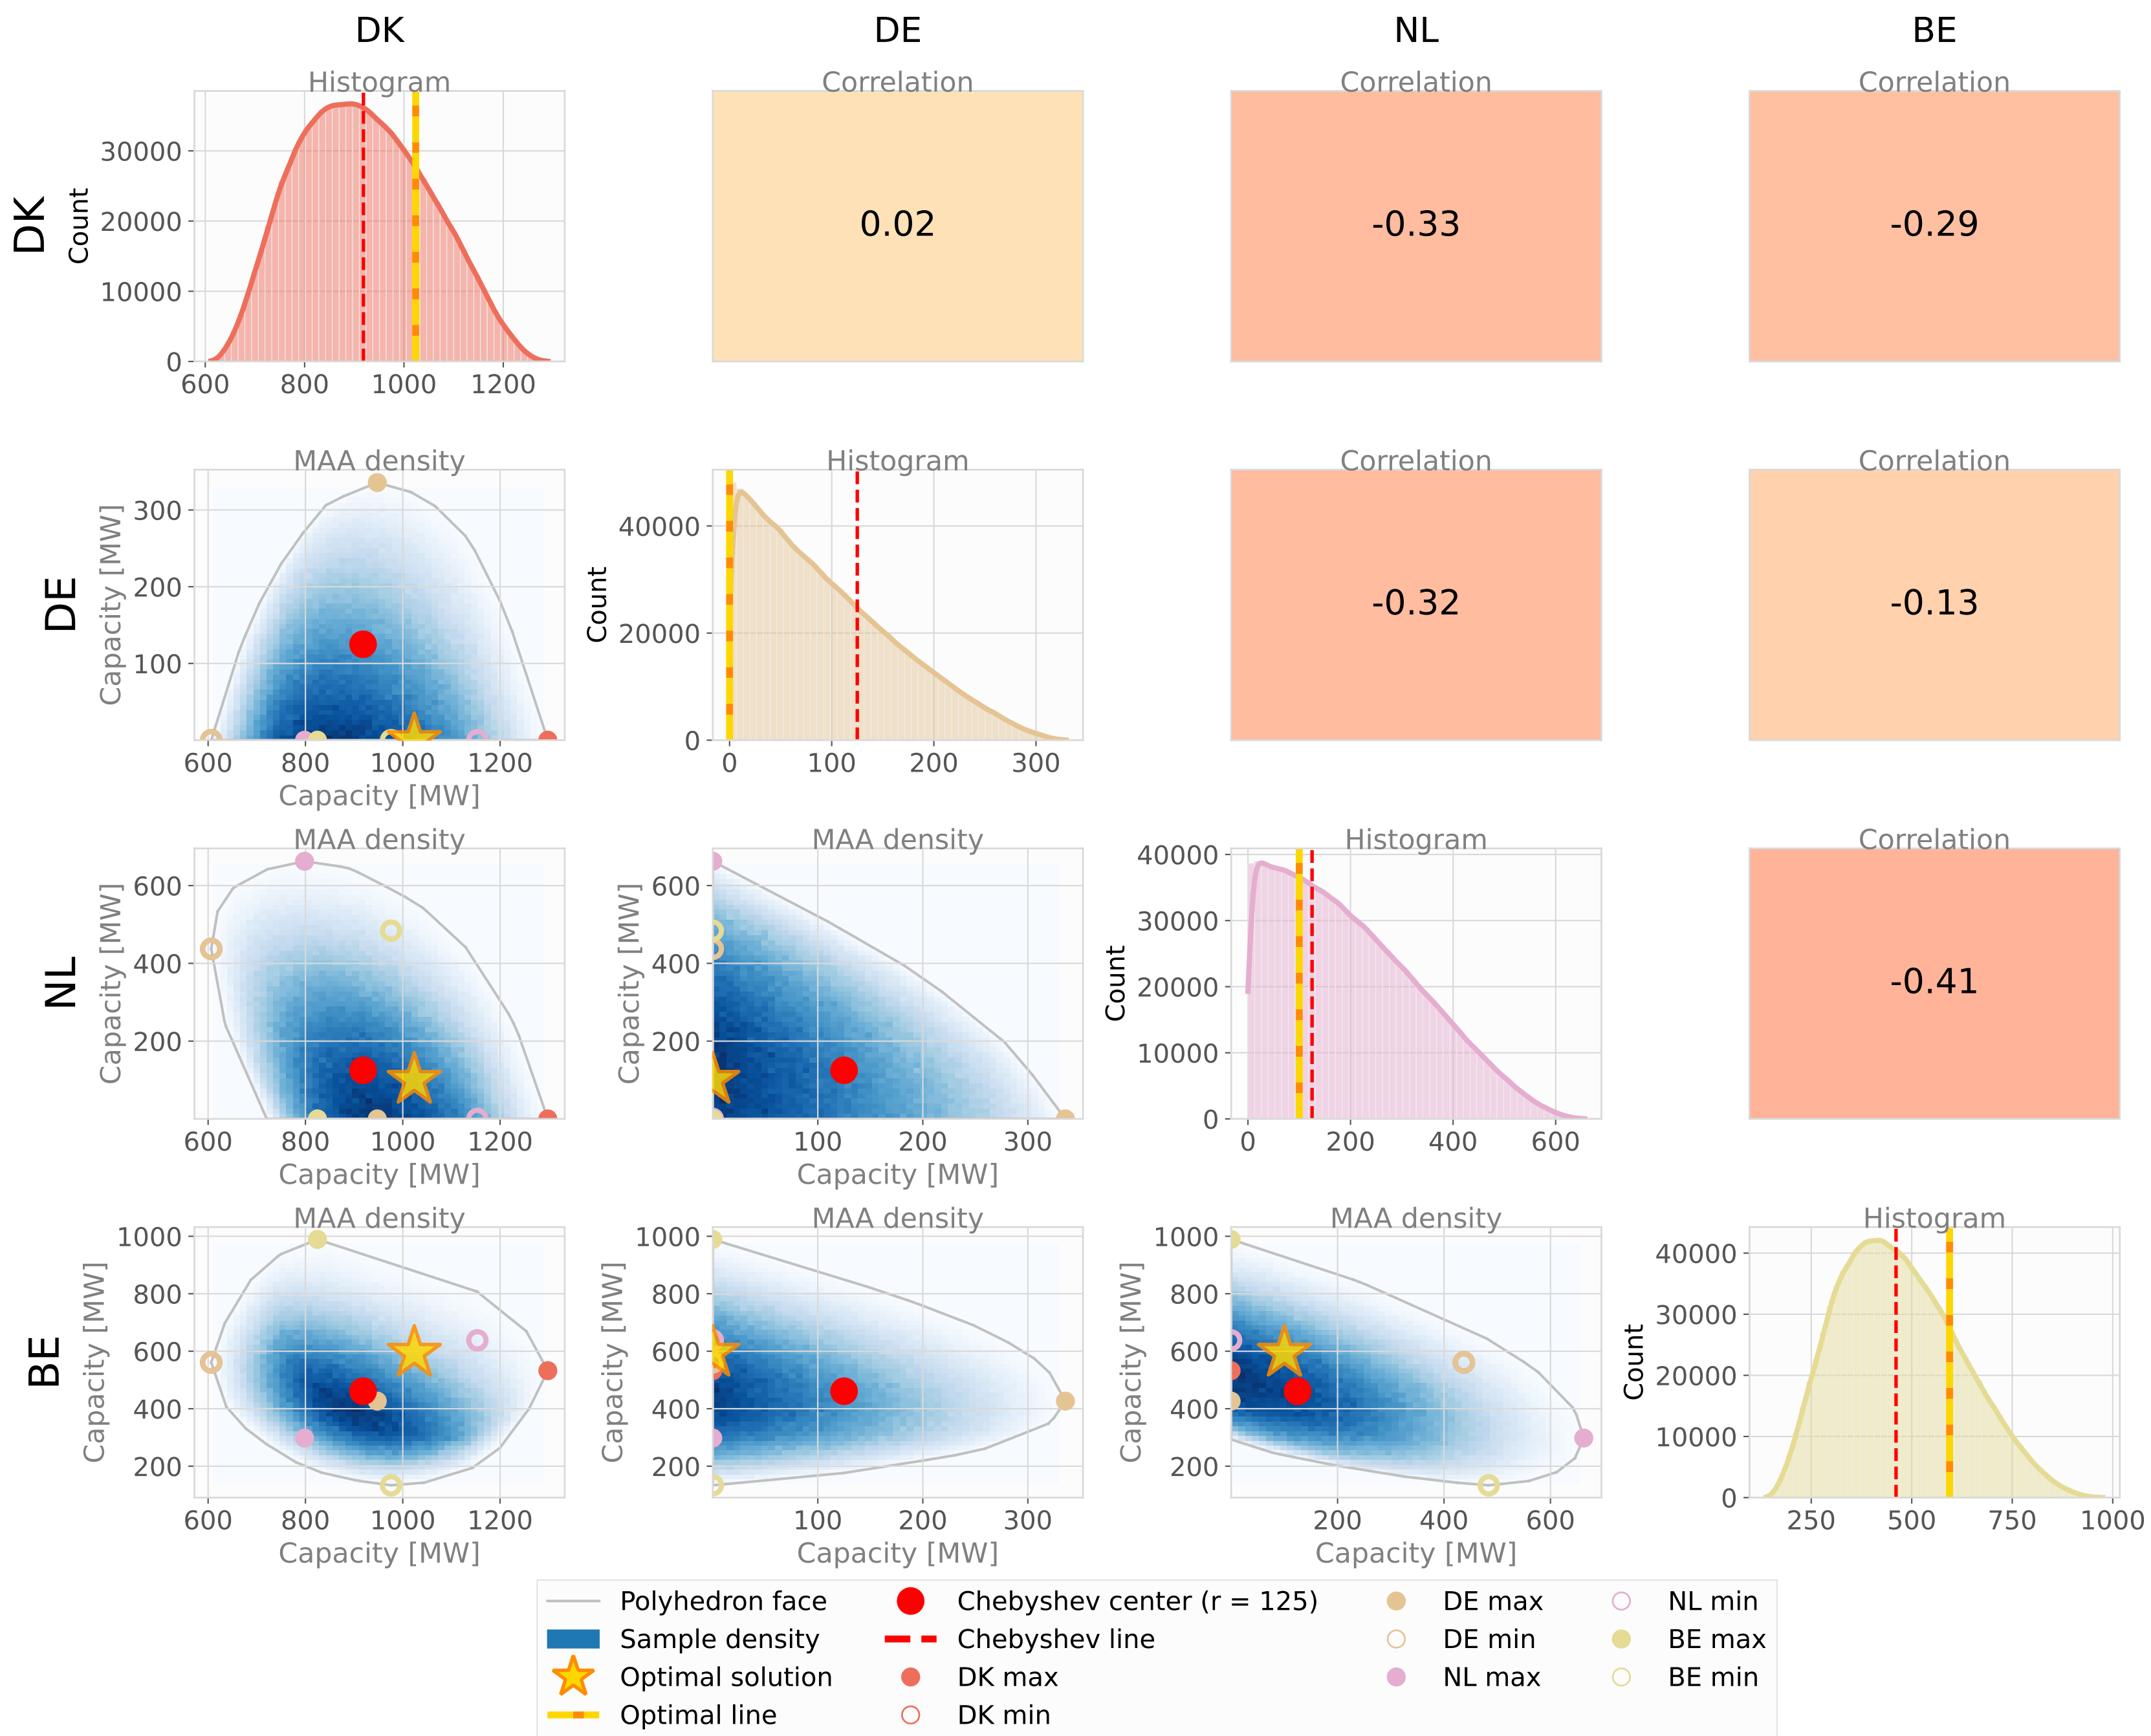 DK DE NL BE
Histogram Correlation Correlation Correlation
DK
Count
30000
20000
10000
0
600 800 1000 1200
0.02
-0.33
-0.29
MAA density Histogram Correlation Correlation
DE
Capacity [MW]
300
200
100
600 800 1000 1200
Capacity [MW]
Count
40000
20000
0
0 100 200 300
-0.32
-0.13
MAA density MAA density Histogram Correlation
NL
Capacity [MW]
600
400
200
600 800 1000 1200
Capacity [MW]
Capacity [MW]
600
400
200
100 200 300
Capacity [MW]
Count
40000
30000
20000
10000
0
0 200 400 600
-0.41
MAA density MAA density MAA density Histogram
BE
Capacity [MW]
1000
800
600
400
200
600 800 1000 1200
Capacity [MW]
Capacity [MW]
1000
800
600
400
200
100 200 300
Capacity [MW]
Capacity [MW]
1000
800
600
400
200
200 400 600
Capacity [MW]
Count
40000
30000
20000
10000
0
250 500 750 1000
Polyhedron face
Sample density
Optimal solution
Optimal line
Chebyshev center (r = 125)
Chebyshev line
DK max
DK min
DE max
DE min
NL max
NL min
BE max
BE min